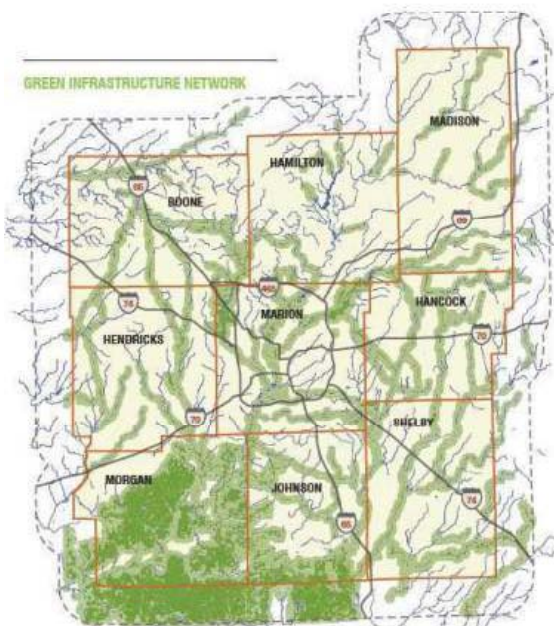 GREEN INFRASTRUCTURE NETWORK
MADISON
HAMILTON
65
BOONE
69
465
74
MARION
HANCOCK
HENDRICKS
70
70
SHELBY
MORGAN
JOHNSON
74
65